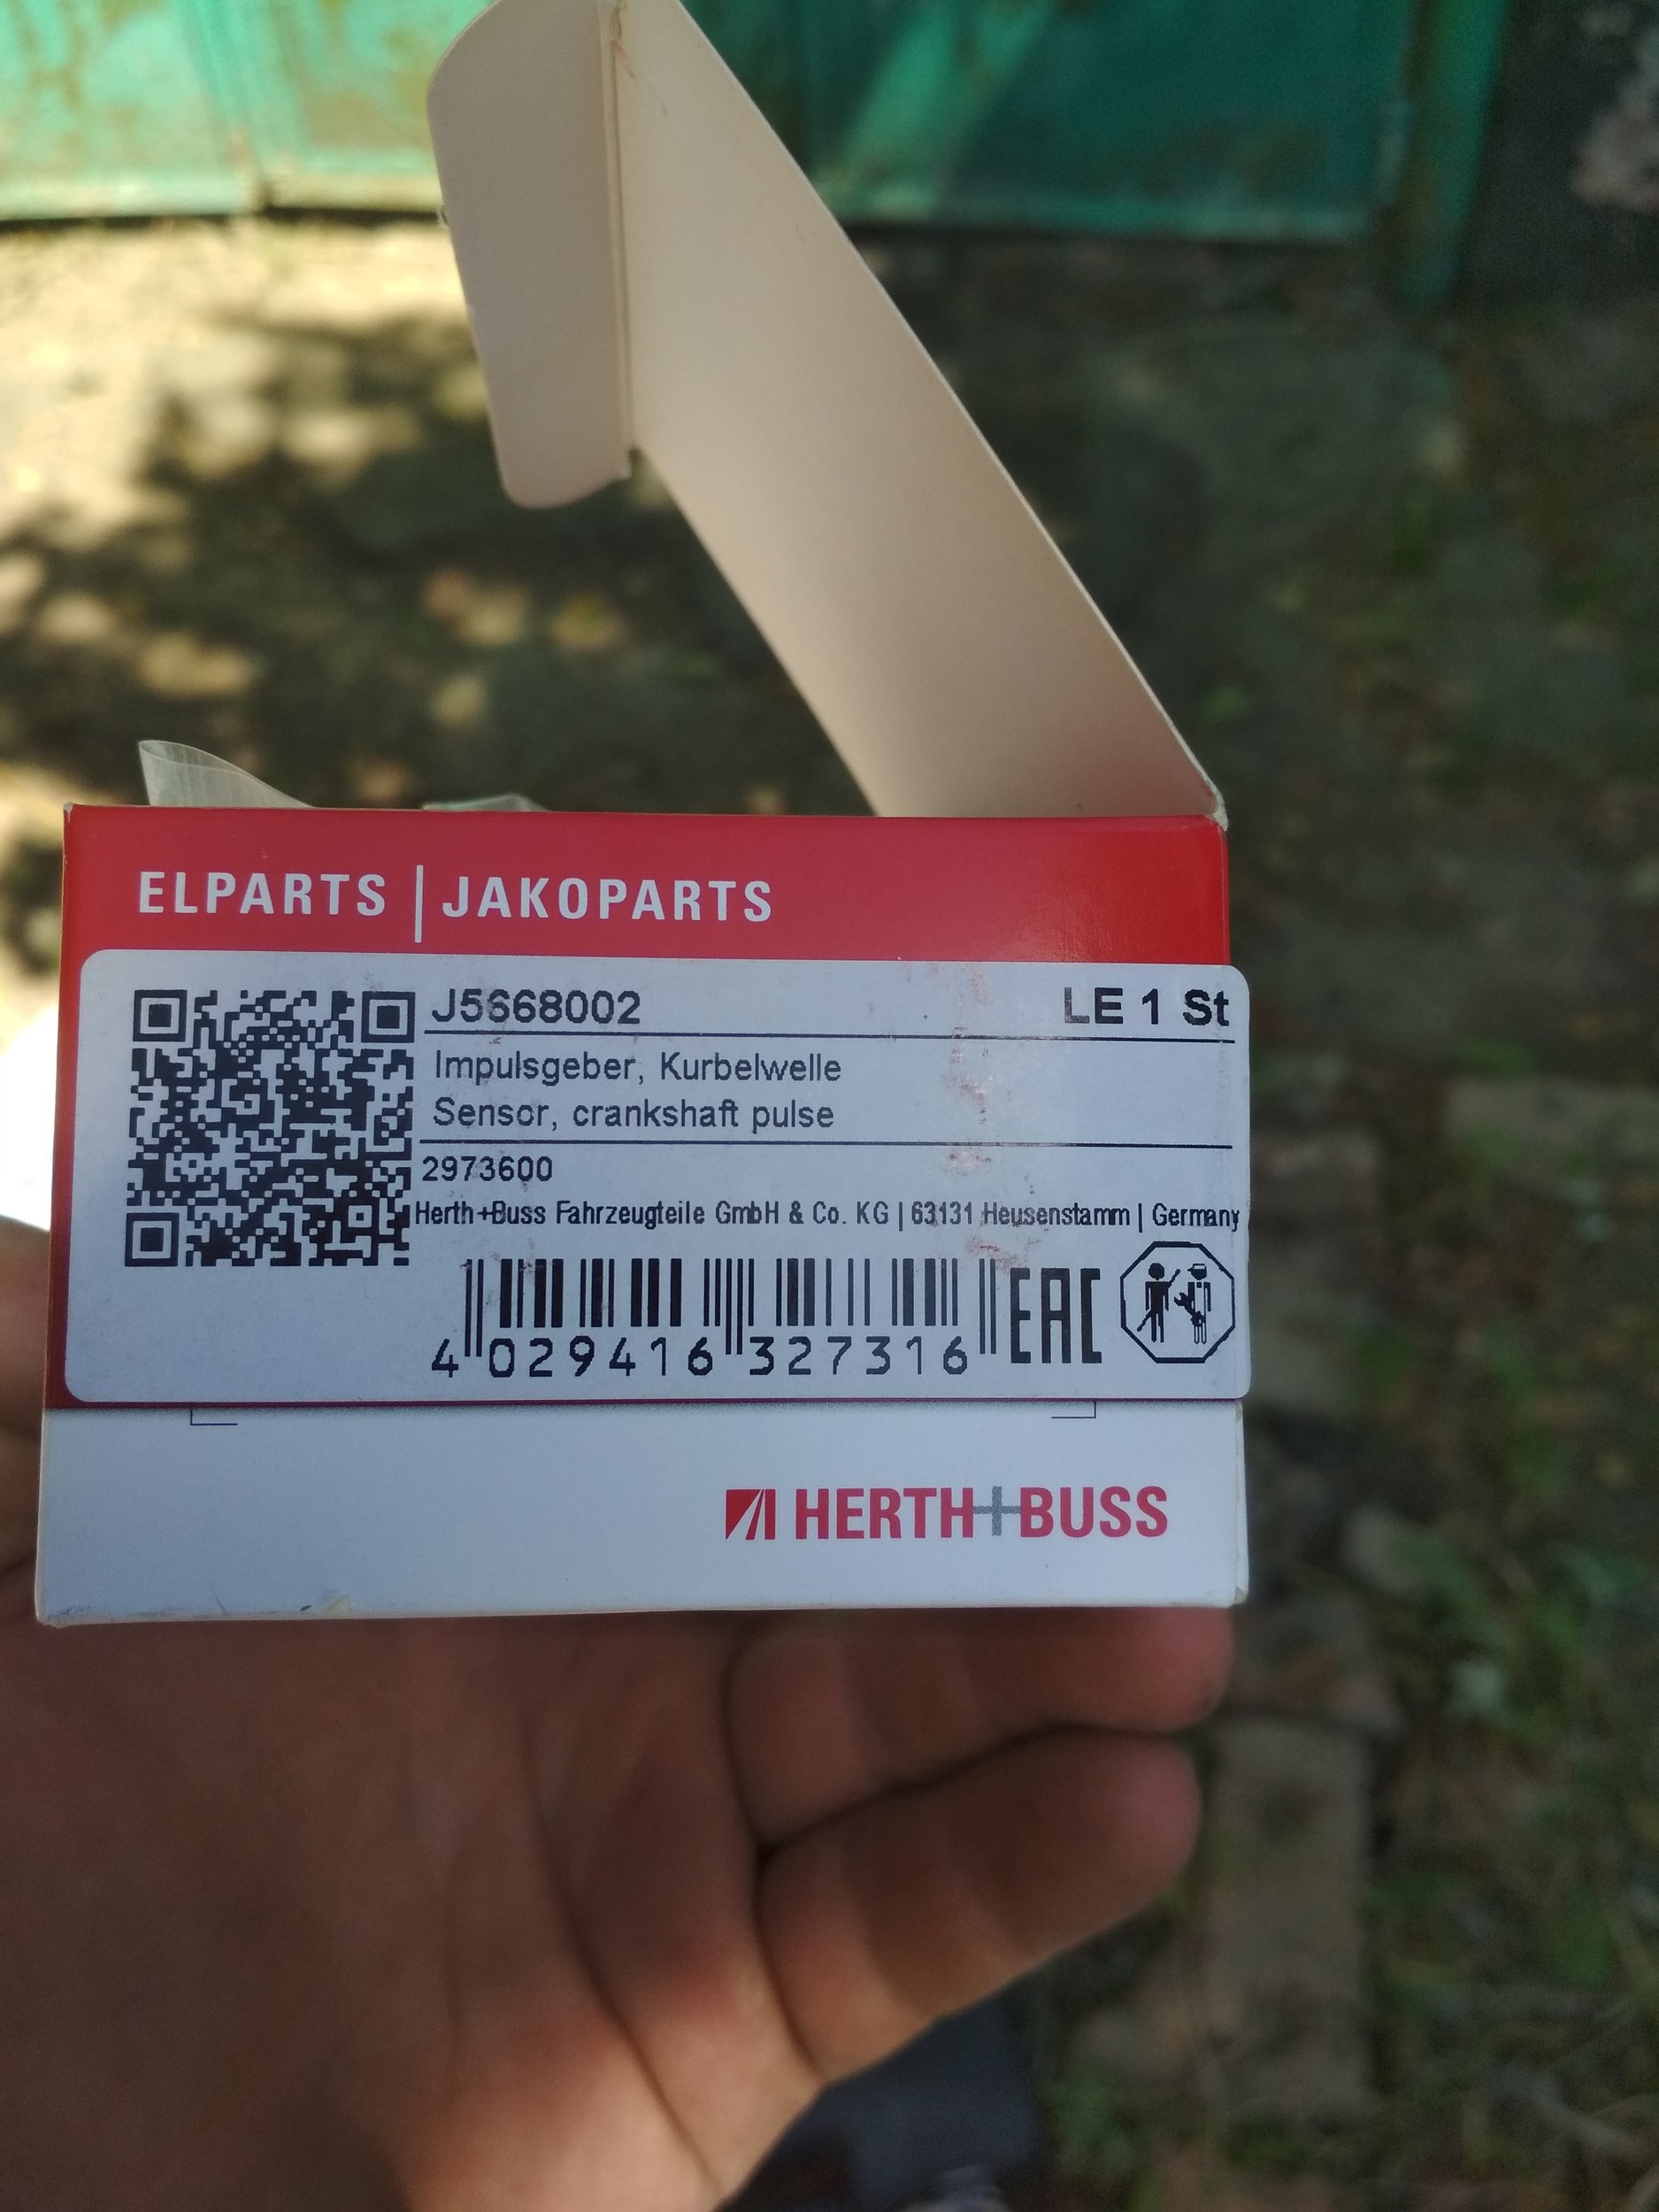 ELPARTS | JAKOPARTS
J5668002 LE 1 St
Impulsgeber, Kurbelwelle
Sensor, crankshaft pulse
2973600
Herth+Buss Fahrzeugteile GmbH & Co. KG | 63131 Heusenstamm | Germany
4 029416 327316 EAC
HERTH+BUSS